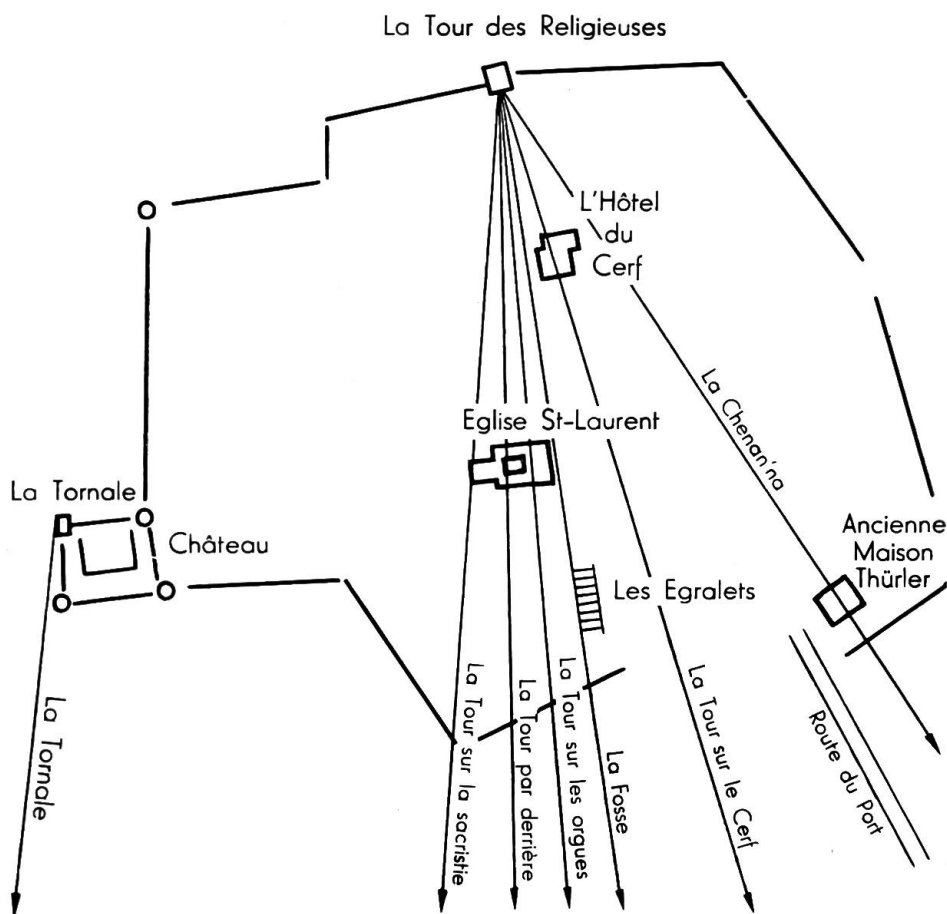 La Tour des Religieuses
L'Hôtel
du
Cerf
La Chenan'na
Eglise St-Laurent
La Tornale
Château
Ancienne
Maison
Thürler
Les Egralets
La Tornale
La Tour sur la sacristie
La Tour par derrière
La Tour sur les orgues
La Fosse
La Tour sur le Cerf
Route du Port